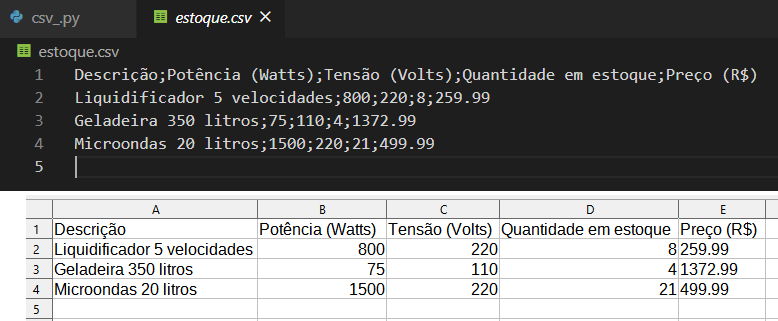 csv_.py estoque.csv
estoque.csv
1 Descrição;Potência (Watts);Tensão (Volts);Quantidade em estoque;Preço (R$)
2 Liquidificador 5 velocidades;800;220;8;259.99
3 Geladeira 350 litros;75;110;4;1372.99
4 Microondas 20 litros;1500;220;21;499.99
5
A B C D E
1 Descrição Potência (Watts) Tensão (Volts) Quantidade em estoque Preço (R$)
2 Liquidificador 5 velocidades 800 220 8 259.99
3 Geladeira 350 litros 75 110 4 1372.99
4 Microondas 20 litros 1500 220 21 499.99
5